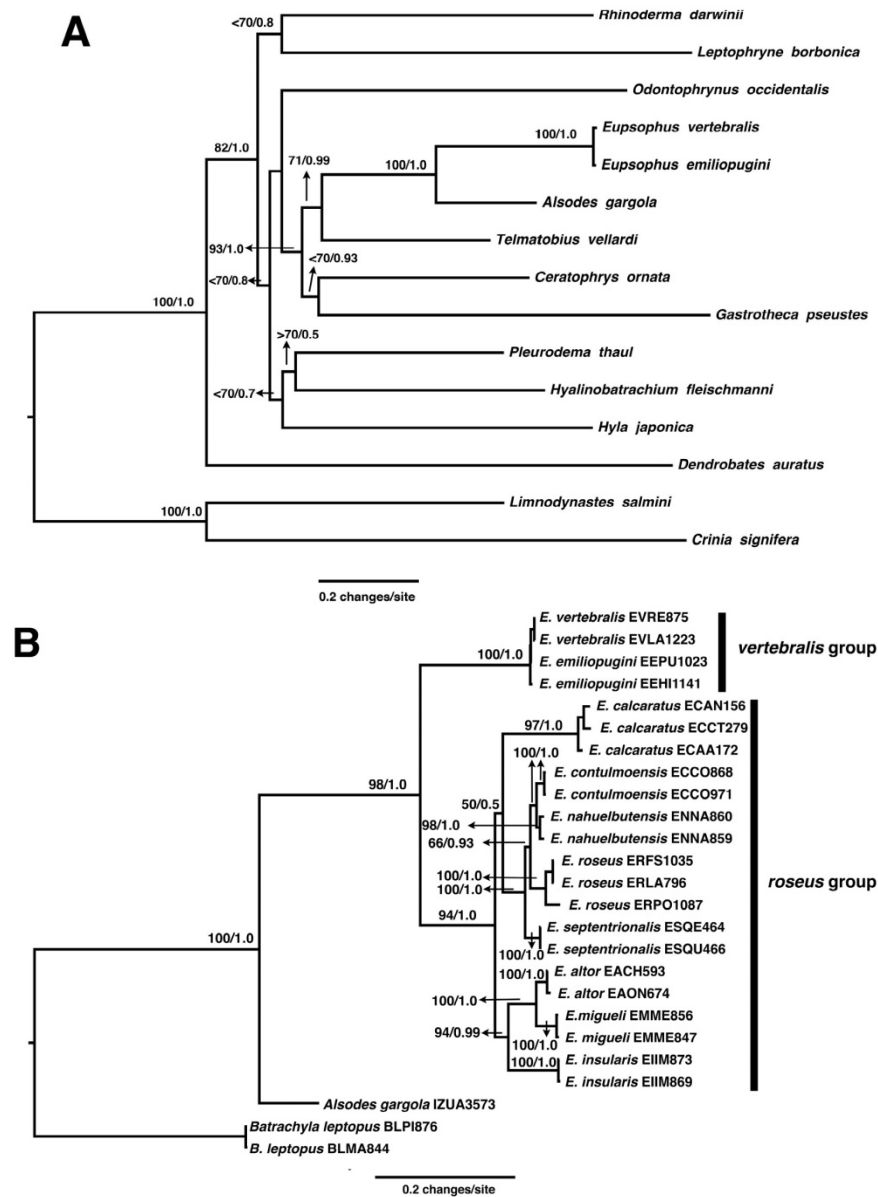 A
<70/0.8
Rhinoderma darwinii
Leptophryne borbonica
Odontophrynus occidentalis
82/1.0
71/0.99
100/1.0
100/1.0
Eupsophus vertebralis
Eupsophus emiliopugini
Alsodes gargola
93/1.0
Telmatobius vellardi
<70/0.8
<70/0.93
Ceratophrys ornata
100/1.0
Gastrotheca pseustes
>70/0.5
Pleurodema thaul
<70/0.7
Hyalinobatrachium fleischmanni
Hyla japonica
Dendrobates auratus
100/1.0
Limnodynastes salmini
Crinia signifera
0.2 changes/site
B
E. vertebralis EVRE875
E. vertebralis EVLA1223
100/1.0
E. emiliopugini EEPU1023
E. emiliopugini EEHI1141
vertebralis group
E. calcaratus ECAN156
97/1.0
E. calcaratus ECCT279
E. calcaratus ECAA172
100/1.0
E. contulmoensis ECCO868
98/1.0
E. contulmoensis ECCO971
50/0.5
E. nahuelbutensis ENNA860
98/1.0
E. nahuelbutensis ENNA859
66/0.93
E. roseus ERFS1035
100/1.0
E. roseus ERLA796
100/1.0
E. roseus ERPO1087
roseus group
94/1.0
E. septentrionalis ESQE464
E. septentrionalis ESQU466
100/1.0
100/1.0
100/1.0
E. altor EACH593
E. altor EAON674
100/1.0
E.migueli EMME856
94/0.99
E. migueli EMME847
100/1.0
100/1.0
E. insularis EIIM873
E. insularis EIIM869
Alsodes gargola IZUA3573
Batrachyla leptopus BLPI876
B. leptopus BLMA844
0.2 changes/site